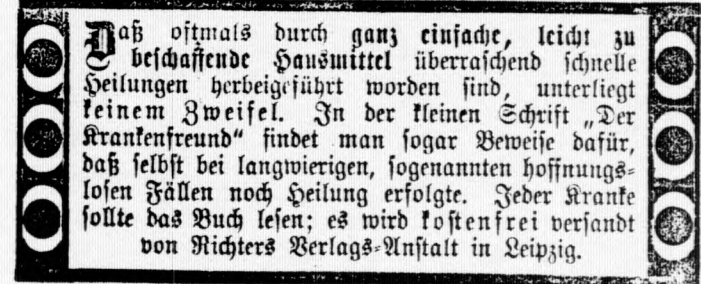 Daß oftmals durch ganz einfache, leicht zu
beschaffende Hausmittel überraschend schnelle
Heilungen herbeigeführt worden sind, unterliegt
keinem Zweifel. In der kleinen Schrift „Der
Krankenfreund“ findet man sogar Beweise dafür,
daß selbst bei langwierigen, sogenannten hoffnungs-
losen Fällen noch Heilung erfolgte. Jeder Kranke
sollte das Buch lesen; es wird kostenfrei versandt
von Richters Verlags-Anstalt in Leipzig.